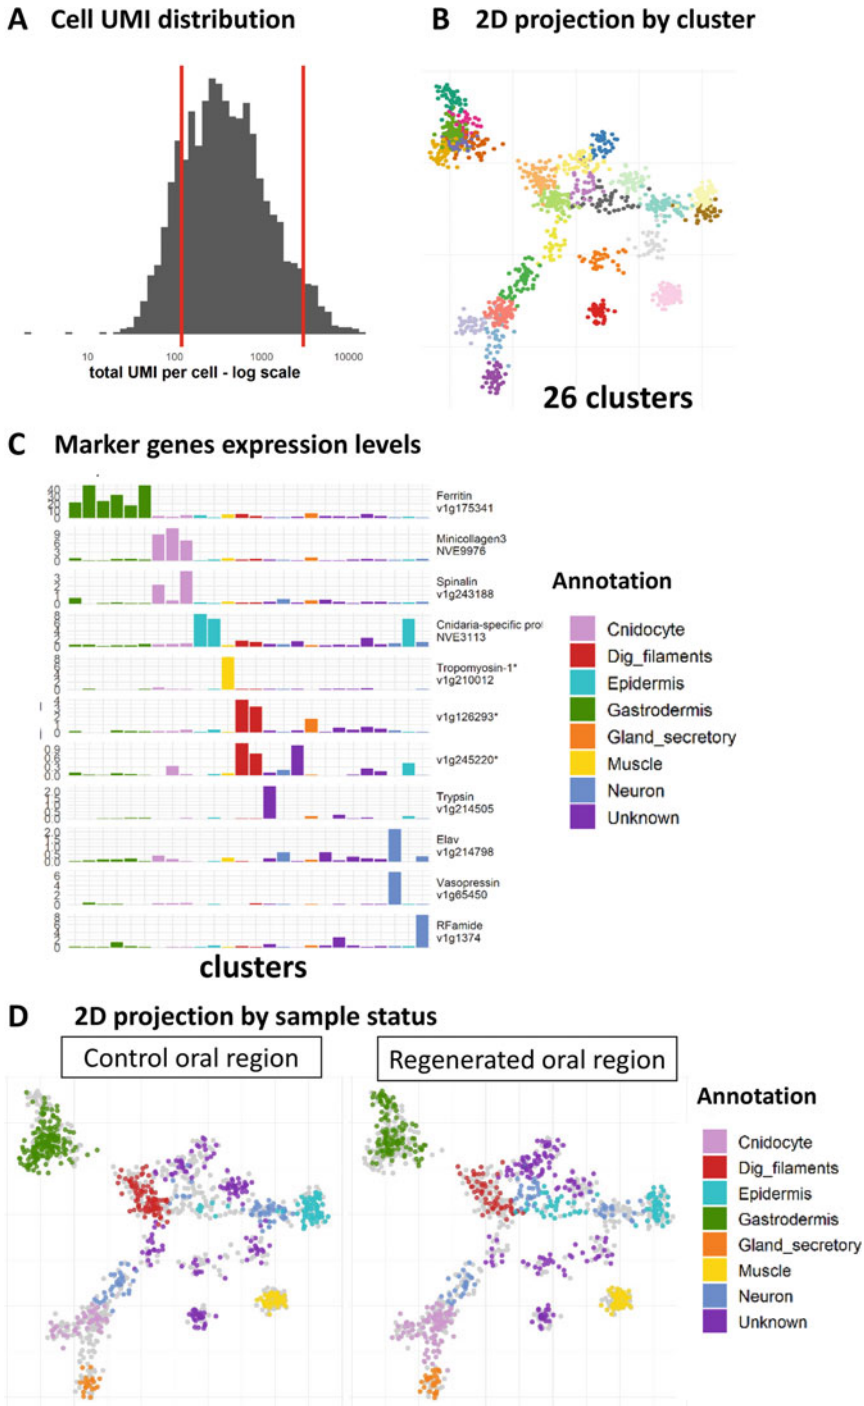 A Cell UMI distribution
10 100 1000 10000
total UMI per cell - log scale
B 2D projection by cluster
26 clusters
C Marker genes expression levels
Ferritin
v1g175341
Minicollagen3
NVE9976
Spinalin
v1g243188
Cnidaria-specific pro
NVE3113
Tropomyosin-1*
v1g210012
v1g126293*
v1g245220*
Trypsin
v1g214505
Elav
v1g214798
Vasopressin
v1g65450
RFamide
v1g1374
clusters
Annotation
Cnidocyte
Dig_filaments
Epidermis
Gastrodermis
Gland_secretory
Muscle
Neuron
Unknown
D 2D projection by sample status
Control oral region
Regenerated oral region
Annotation
Cnidocyte
Dig_filaments
Epidermis
Gastrodermis
Gland_secretory
Muscle
Neuron
Unknown